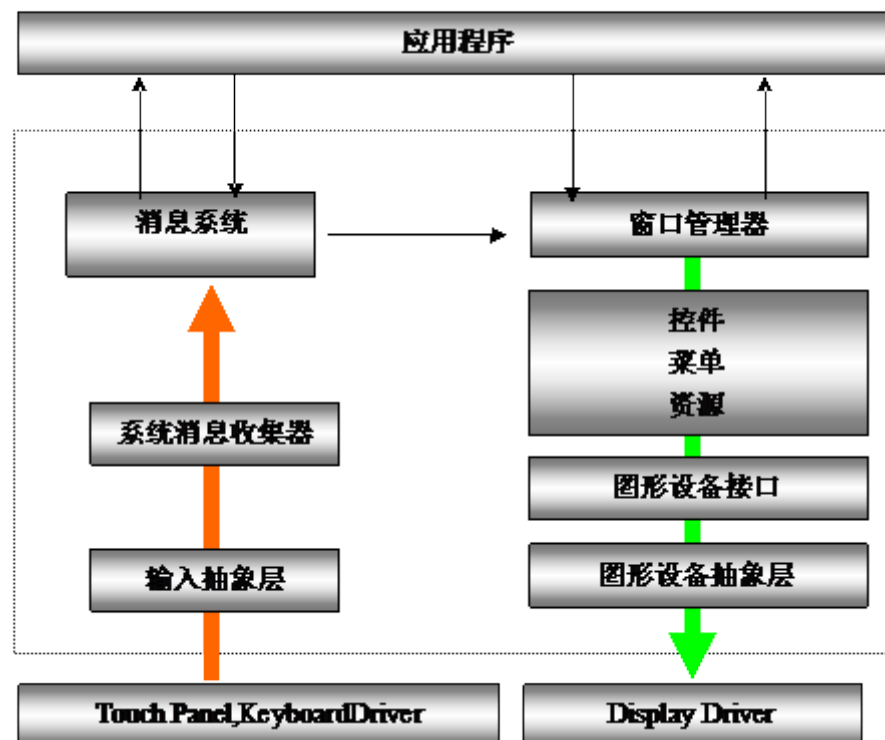 应用程序
消息系统
窗口管理器
控件
菜单
资源
系统消息收集器
图形设备接口
输入抽象层
图形设备抽象层
Touch Panel,KeyboardDriver
Display Driver